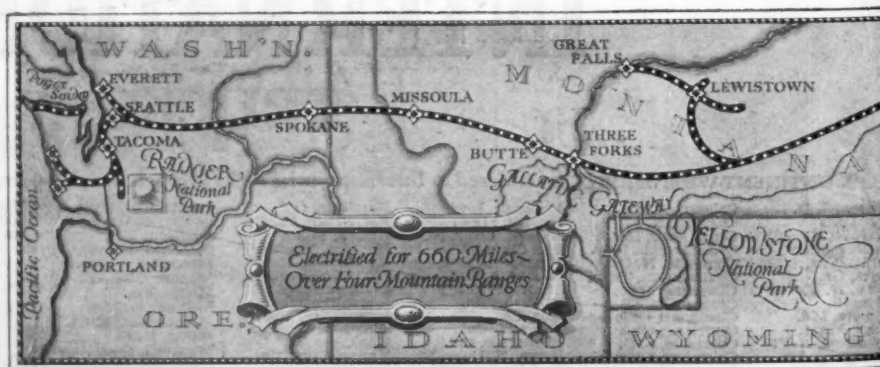 WASH'N.
Puget Sound
EVERETT
SEATTLE
TACOMA
RAINIER
National
Park
Pacific Ocean
PORTLAND
ORE.
SPOKANE
MISSOULA
BUTTE
THREE
FORKS
GREAT
FALLS
LEWISTOWN
MONTANA
GALLATIN
GATEWAY
YELLOWSTONE
National
Park
Electrified for 660 Miles~
Over Four Mountain Ranges
IDAHO
WYOMING